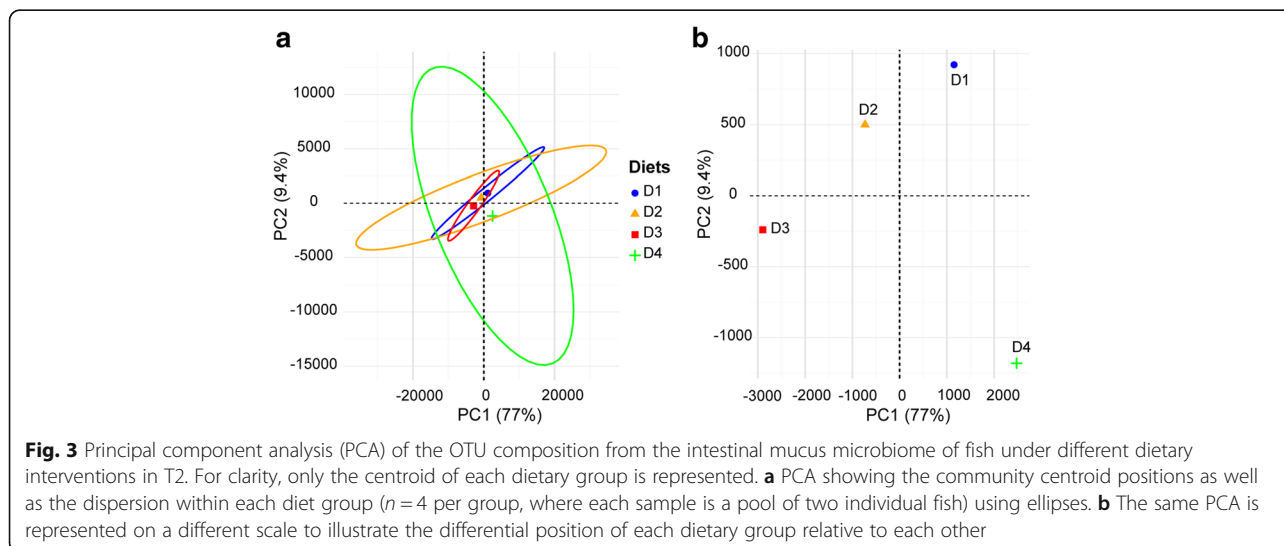 a
PC2 (9.4%)
10000
5000
0
-5000
-10000
-15000
-20000
0
20000
PC1 (77%)
Diets
D1
D2
D3
D4
b
PC2 (9.4%)
1000
500
0
-500
-1000
D1
D2
D3
D4
-3000 -2000 -1000 0 1000 2000
PC1 (77%)
Fig. 3 Principal component analysis (PCA) of the OTU composition from the intestinal mucus microbiome of fish under different dietary
interventions in T2. For clarity, only the centroid of each dietary group is represented. a PCA showing the community centroid positions as well
as the dispersion within each diet group (n = 4 per group, where each sample is a pool of two individual fish) using ellipses. b The same PCA is
represented on a different scale to illustrate the differential position of each dietary group relative to each other